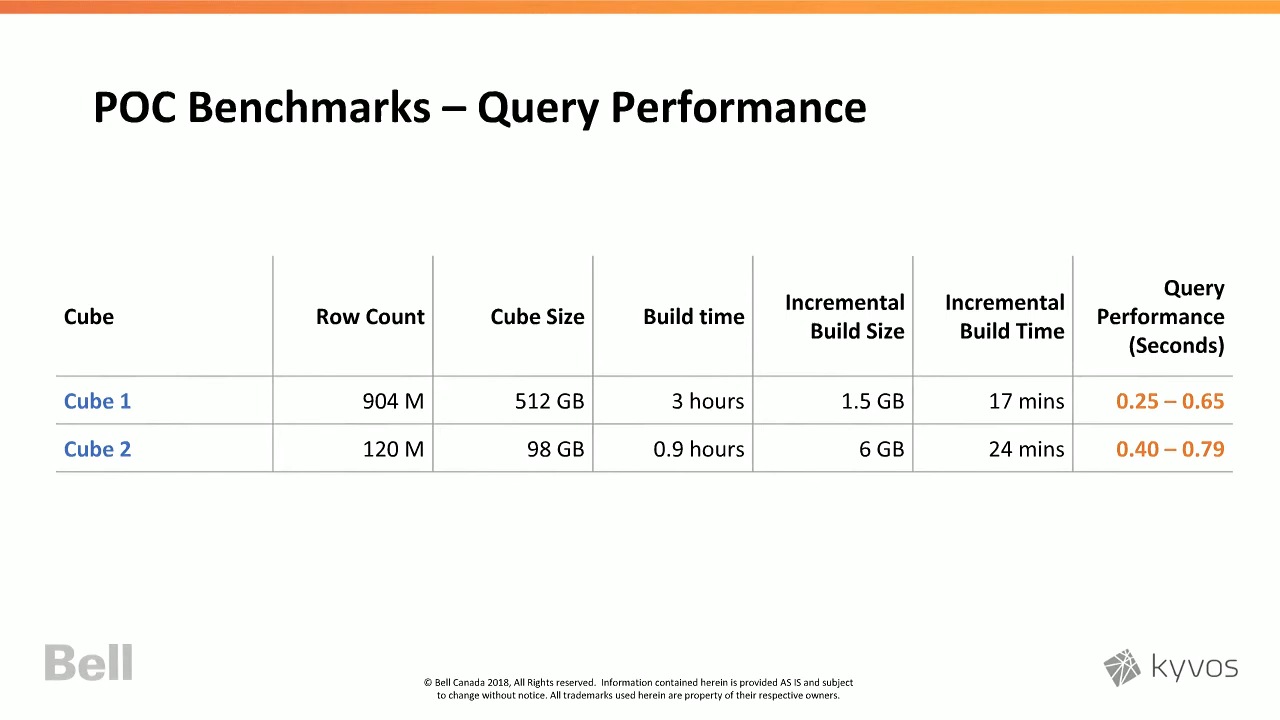 POC Benchmarks – Query Performance
Cube
Row Count
Cube Size
Build time
Incremental
Build Size
Incremental
Build Time
Query
Performance
(Seconds)
Cube 1 904 M 512 GB 3 hours 1.5 GB 17 mins 0.25 – 0.65
Cube 2 120 M 98 GB 0.9 hours 6 GB 24 mins 0.40 – 0.79
Bell
© Bell Canada 2018, All Rights reserved. Information contained herein is provided AS IS and subject
to change without notice. All trademarks used herein are property of their respective owners.
kyvos